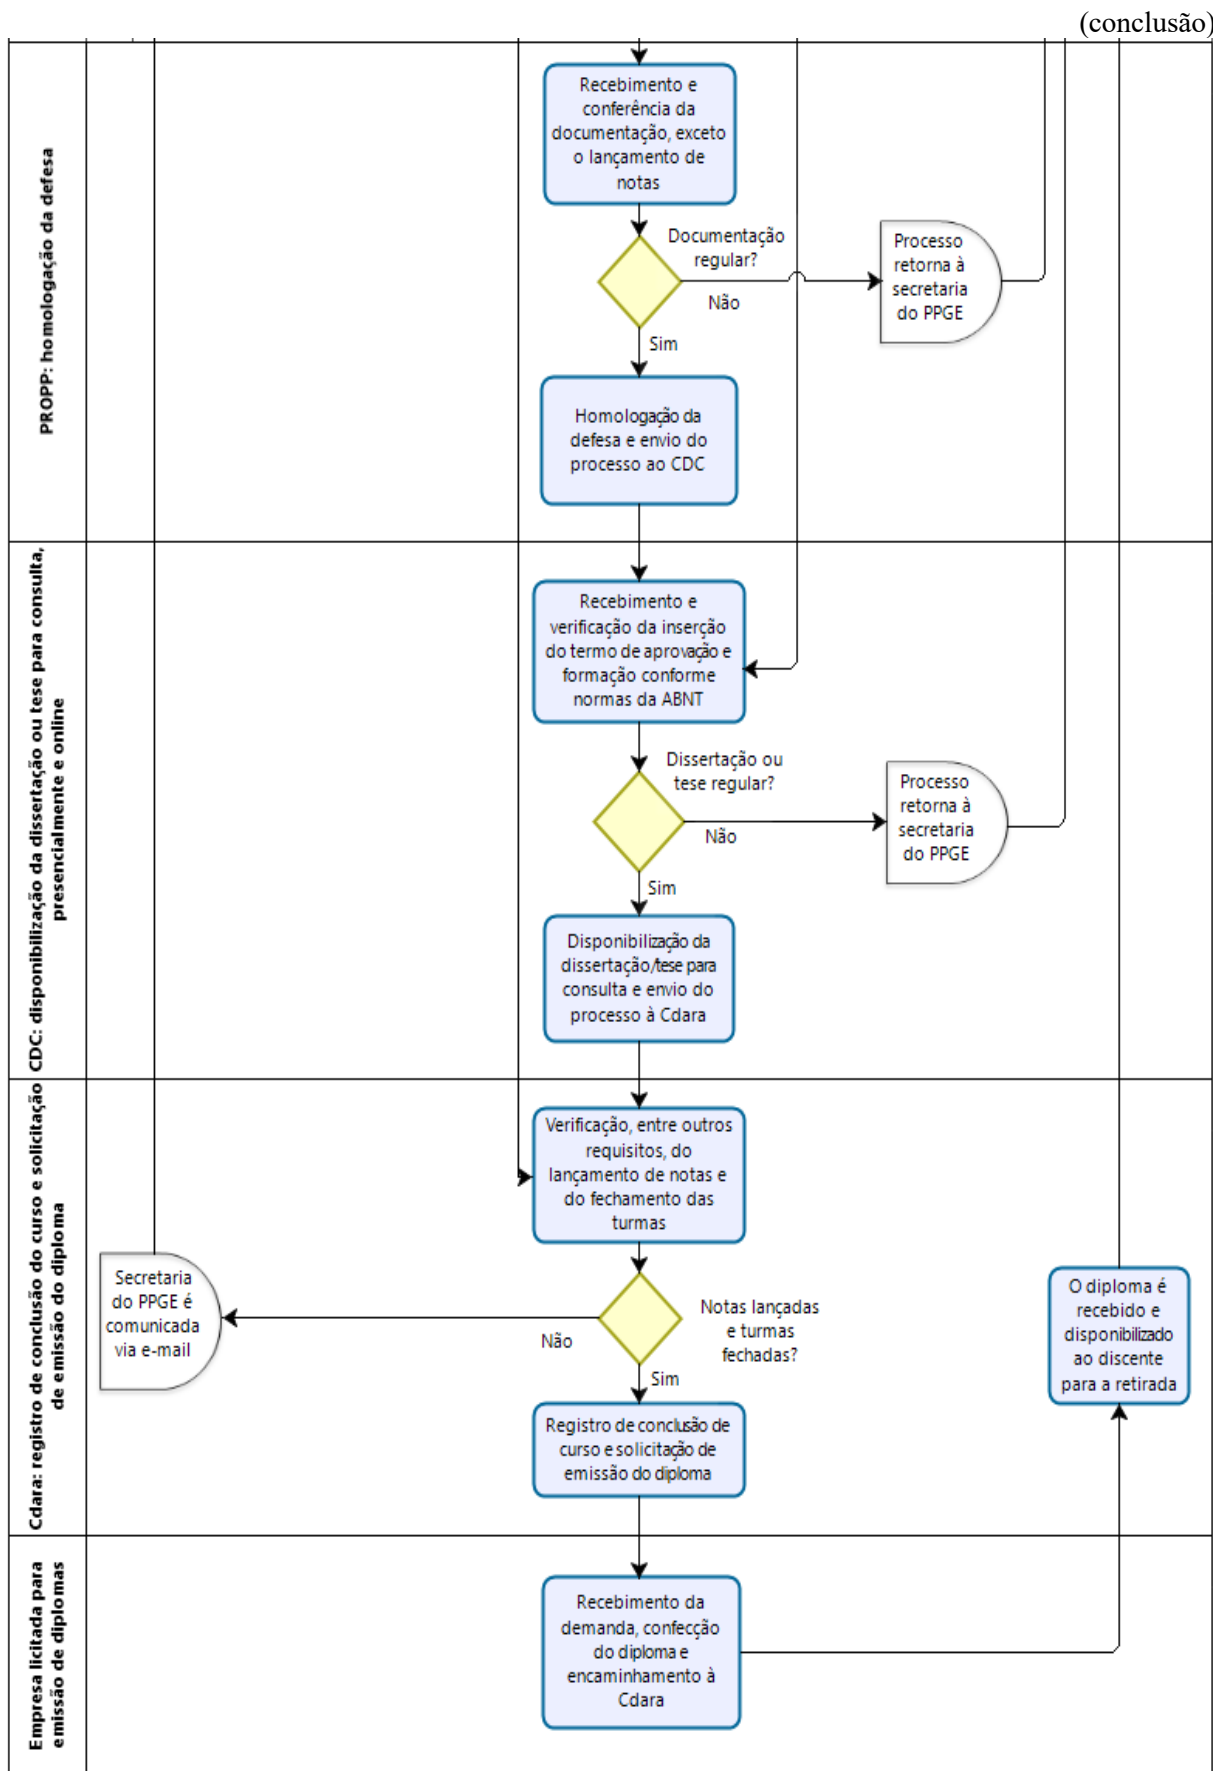 (conclusão)
PROPP: homologação da defesa
Recebimento e
conferência da
documentação, exceto
o lançamento de
notas
Documentação
regular?
Não
Processo
retorna à
secretaria
do PPGE
Sim
Homologação da
defesa e envio do
processo ao CDC
CDC: disponibilização da dissertação ou tese para consulta,
presencialmente e online
Recebimento e
verificação da inserção
do termo de aprovação e
formação conforme
normas da ABNT
Dissertação ou
tese regular?
Não
Processo
retorna à
secretaria
do PPGE
Sim
Disponibilização da
dissertação/tese para
consulta e envio do
processo à Cdara
Cdara: registro de conclusão do curso e solicitação
de emissão do diploma
Verificação, entre outros
requisitos, do
lançamento de notas e
do fechamento das
turmas
Secretaria
do PPGE é
comunicada
via e-mail
Não
Notas lançadas
e turmas
fechadas?
Sim
O diploma é
recebido e
disponibilizado
ao discente
para a retirada
Registro de conclusão de
curso e solicitação de
emissão do diploma
Empresa licitada para
emissão de diplomas
Recebimento da
demanda, confecção
do diploma e
encaminhamento à
Cdara